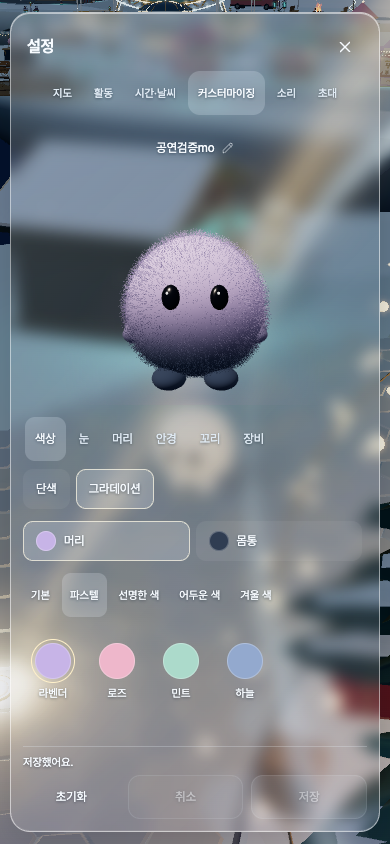 설정
지도 활동 시간·날씨 커스터마이징 소리 초대
공연검증mo
색상 눈 머리 안경 꼬리 장비
단색 그라데이션
머리 몸통
기본 파스텔 선명한 색 어두운 색 겨울 색
라벤더 로즈 민트 하늘
저장했어요.
초기화 취소 저장